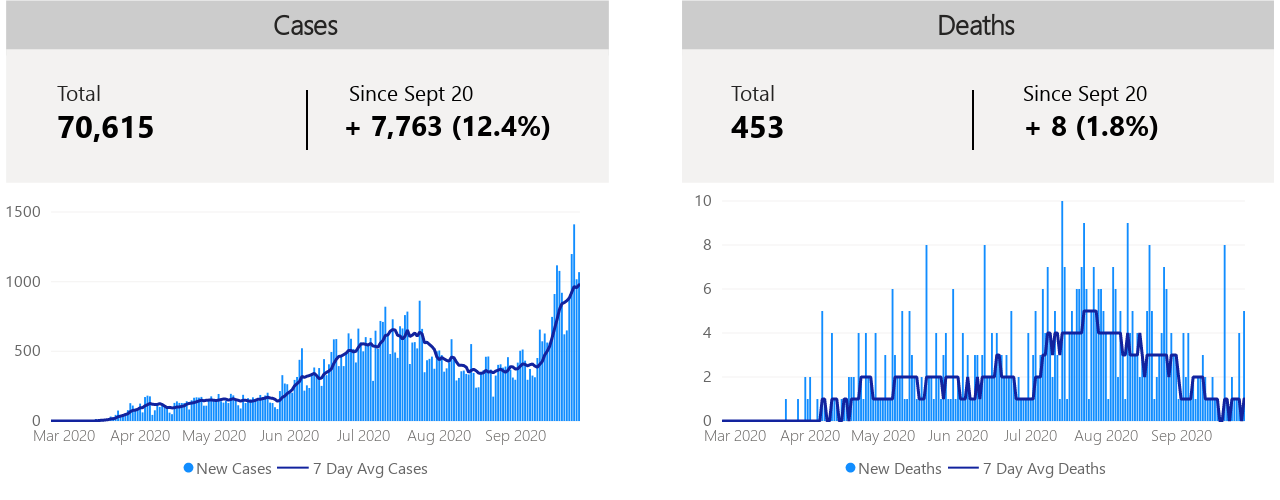 Cases
Total
70,615
Since Sept 20
+ 7,763 (12.4%)
1500
1000
500
0
Mar 2020 Apr 2020 May 2020 Jun 2020 Jul 2020 Aug 2020 Sep 2020
New Cases 7 Day Avg Cases
Deaths
Total
453
Since Sept 20
+ 8 (1.8%)
10
8
6
4
2
0
Mar 2020 Apr 2020 May 2020 Jun 2020 Jul 2020 Aug 2020 Sep 2020
New Deaths 7 Day Avg Deaths